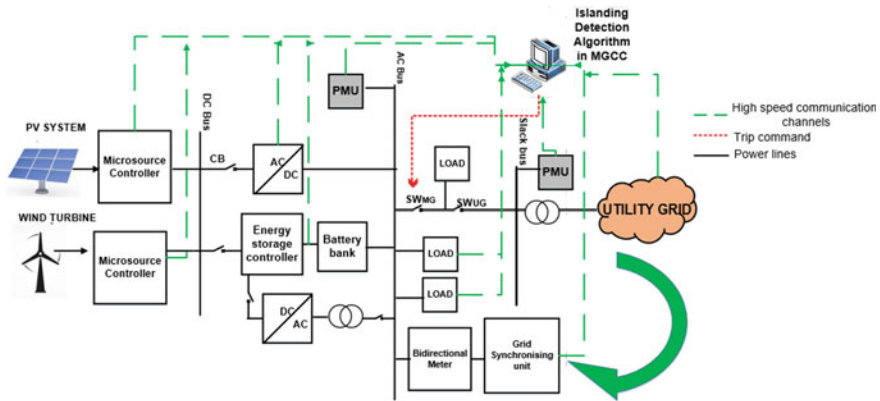 Islanding
Detection
Algorithm
in MGCC
High speed communication
channels
Trip command
Power lines
PV SYSTEM
Microsource
Controller
DC Bus
CB
AC
DC
PMU
AC Bus
LOAD
SWMG
SWUG
Slack bus
PMU
UTILITY GRID
WIND TURBINE
Microsource
Controller
Energy
storage
controller
Battery
bank
LOAD
LOAD
DC
AC
Bidirectional
Meter
Grid
Synchronising
unit